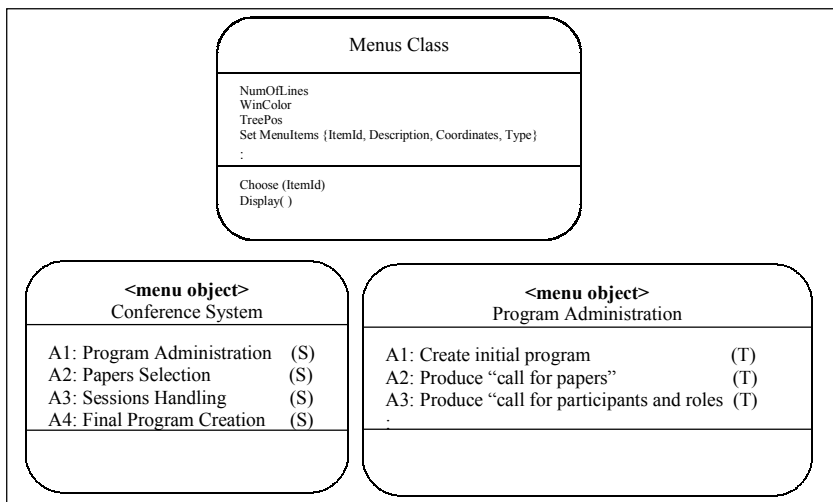 Menus Class
NumOfLines
WinColor
TreePos
Set MenuItems {ItemId, Description, Coordinates, Type}
:
Choose (ItemId)
Display( )
<menu object>
Conference System
A1: Program Administration (S)
A2: Papers Selection (S)
A3: Sessions Handling (S)
A4: Final Program Creation (S)
<menu object>
Program Administration
A1: Create initial program (T)
A2: Produce “call for papers” (T)
A3: Produce “call for participants and roles (T)
: